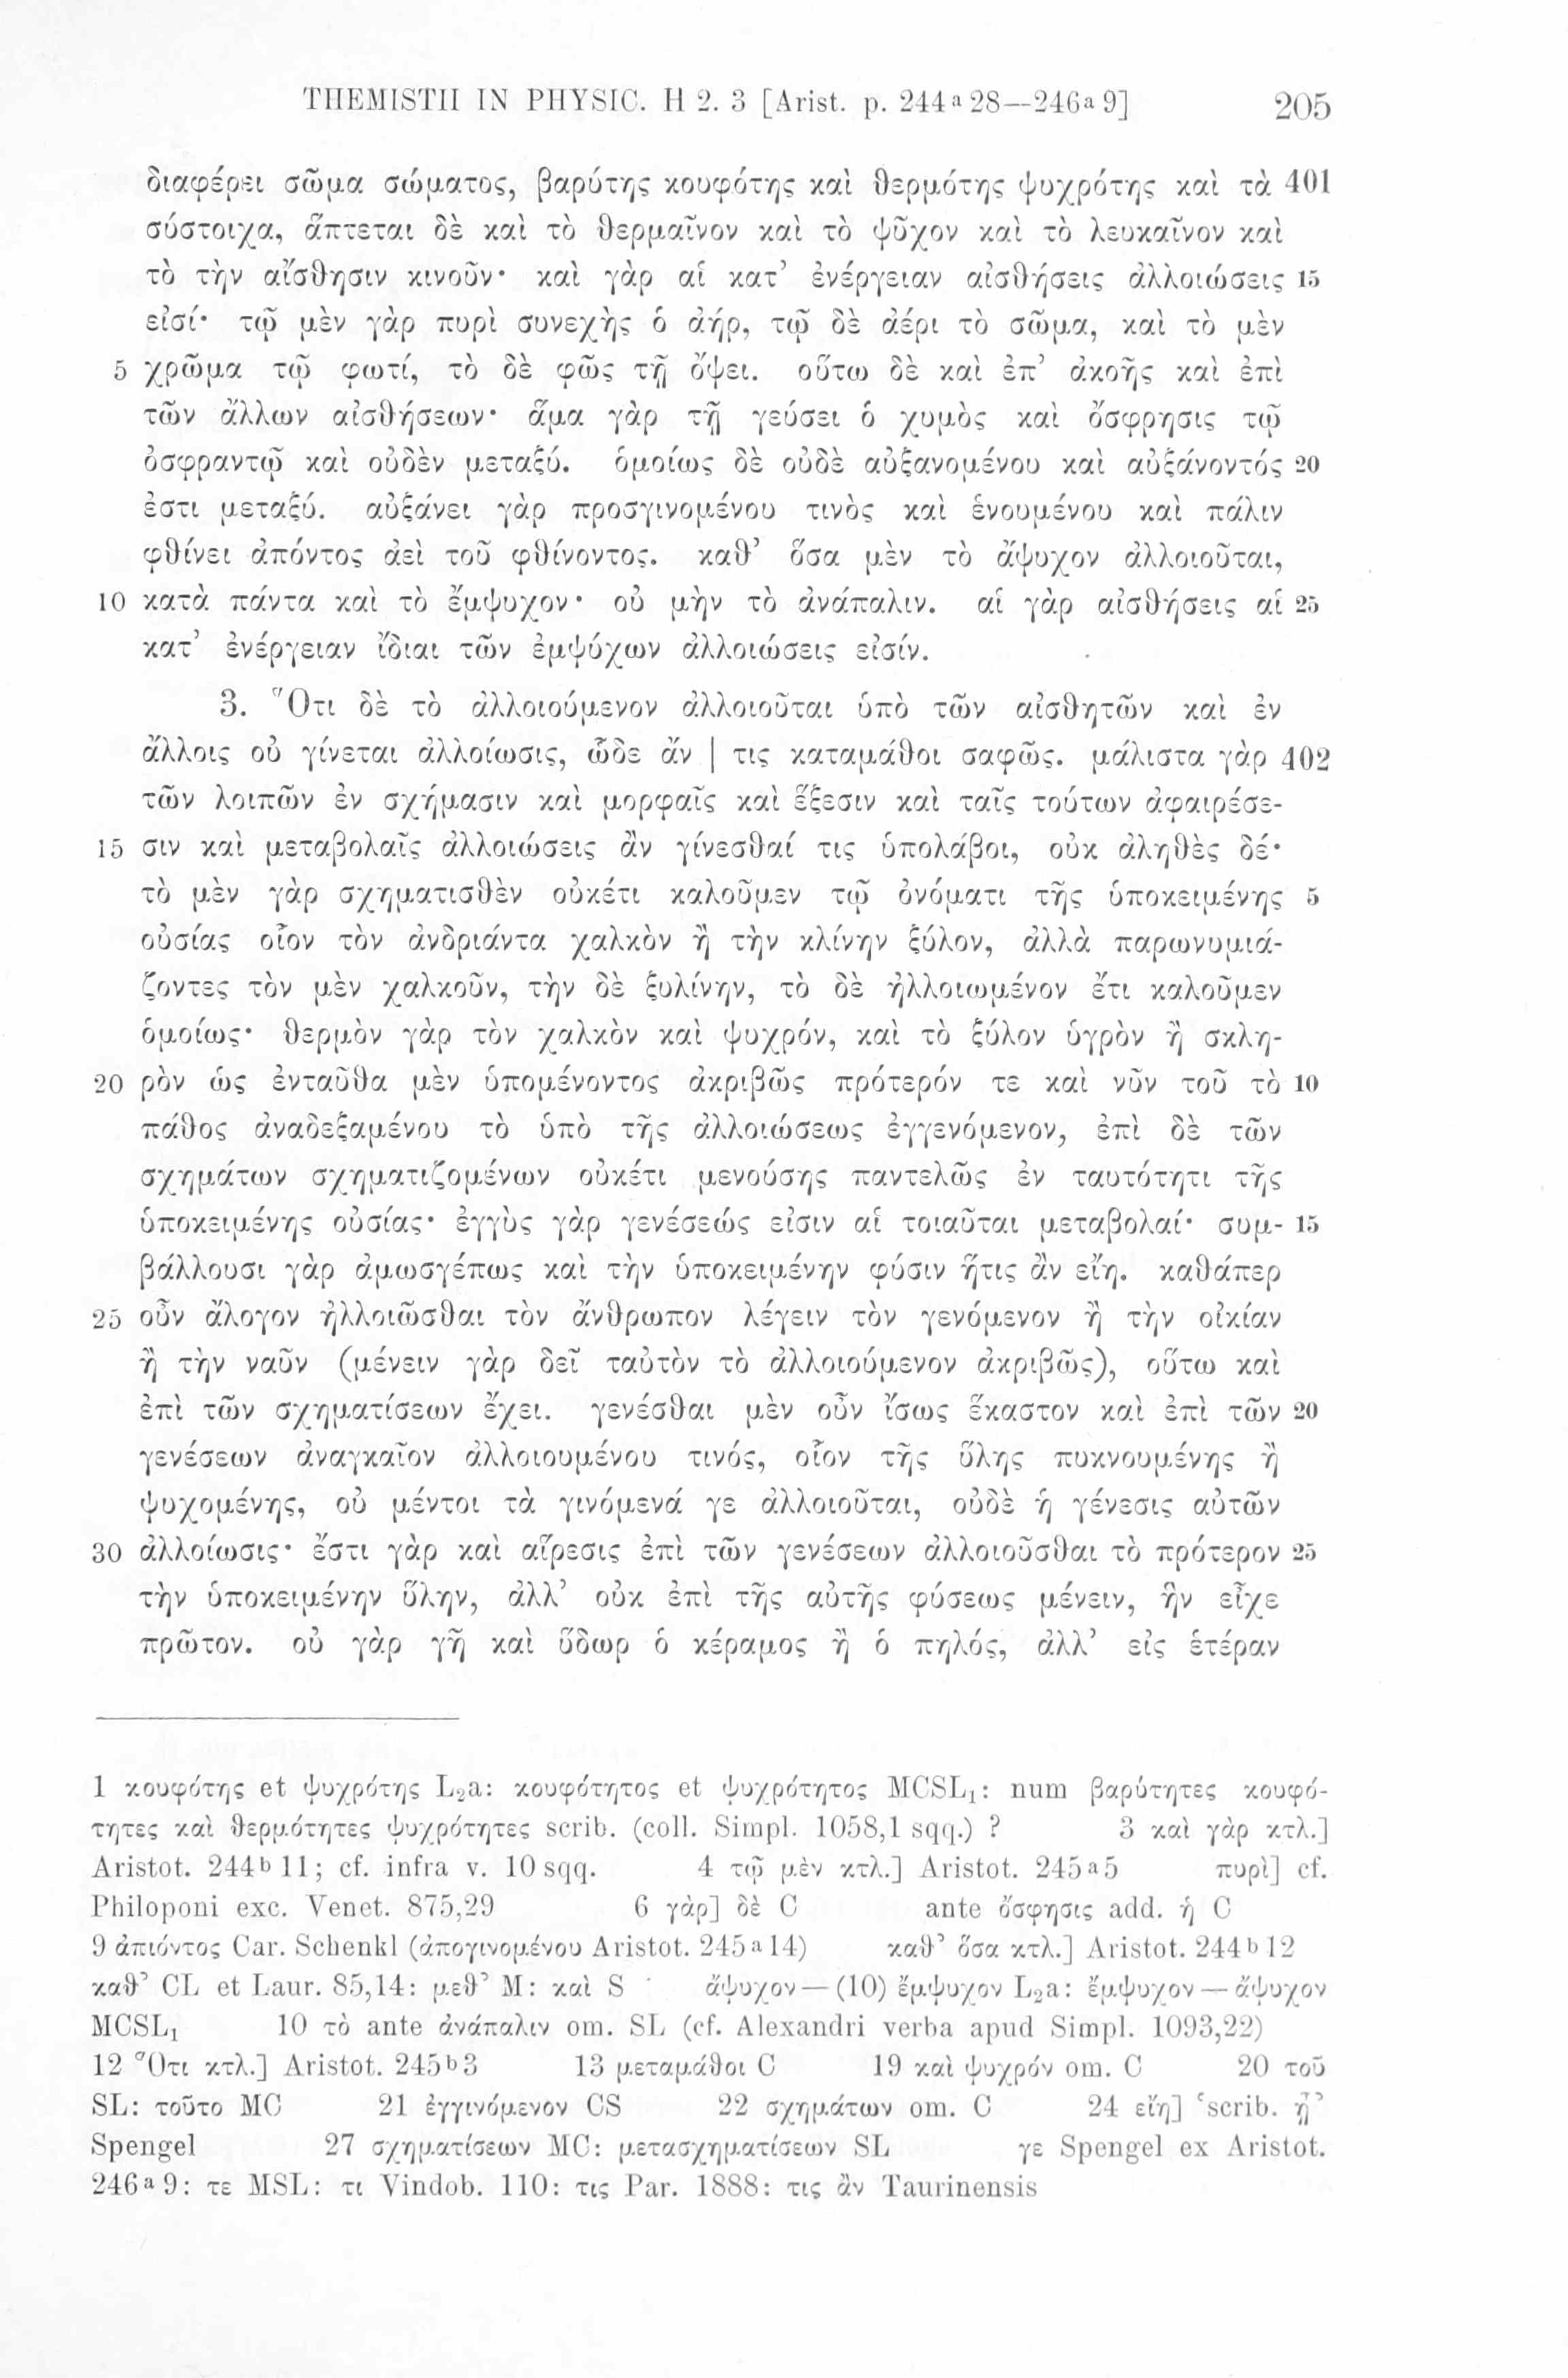 THEMISTII IN PHYSIC. H 2. 3 [Arist. p. 244ᵃ28—246ᵃ9] 205
διαφέρει σῶμα σώματος, βαρύτης κουφότης καὶ θερμότης ψυχρότης καὶ τὰ 401
σύστοιχα, ἅπτεται δὲ καὶ τὸ θερμαῖνον καὶ τὸ ψῦχον καὶ τὸ λευκαῖνον καὶ
τὸ τὴν αἴσθησιν κινοῦν· καὶ γὰρ αἱ κατ’ ἐνέργειαν αἰσθήσεις ἀλλοιώσεις 15
εἰσί· τῷ μὲν γὰρ πυρὶ συνεχὴς ὁ ἀήρ, τῷ δὲ ἀέρι τὸ σῶμα, καὶ τὸ μὲν
5 χρῶμα τῷ φωτί, τὸ δὲ φῶς τῇ ὄψει. οὕτω δὲ καὶ ἐπ’ ἀκοῆς καὶ ἐπὶ
τῶν ἄλλων αἰσθήσεων· ἅμα γὰρ τῇ γεύσει ὁ χυμὸς καὶ ὄσφρησις τῷ
ὀσφραντῷ καὶ οὐδὲν μεταξύ. ὁμοίως δὲ οὐδὲ αὐξανομένου καὶ αὐξάνοντός 20
ἐστι μεταξύ. αὐξάνει γὰρ προσγινομένου τινὸς καὶ ἑνουμένου καὶ πάλιν
φθίνει ἀπόντος ἀεὶ τοῦ φθίνοντος. καθ’ ὅσα μὲν τὸ ἄψυχον ἀλλοιοῦται,
10 κατὰ πάντα καὶ τὸ ἔμψυχον· οὐ μὴν τὸ ἀνάπαλιν. αἱ γὰρ αἰσθήσεις αἱ 25
κατ’ ἐνέργειαν ἴδιαι τῶν ἐμψύχων ἀλλοιώσεις εἰσίν.
3. Ὅτι δὲ τὸ ἀλλοιούμενον ἀλλοιοῦται ὑπὸ τῶν αἰσθητῶν καὶ ἐν
ἄλλοις οὐ γίνεται ἀλλοίωσις, ὧδε ἄν | τις καταμάθοι σαφῶς. μάλιστα γὰρ 402
τῶν λοιπῶν ἐν σχήμασιν καὶ μορφαῖς καὶ ἕξεσιν καὶ ταῖς τούτων ἀφαιρέσε-
15 σιν καὶ μεταβολαῖς ἀλλοιώσεις ἂν γίνεσθαί τις ὑπολάβοι, οὐκ ἀληθὲς δέ·
τὸ μὲν γὰρ σχηματισθὲν οὐκέτι καλοῦμεν τῷ ὀνόματι τῆς ὑποκειμένης 5
οὐσίας οἷον τὸν ἀνδριάντα χαλκὸν ἢ τὴν κλίνην ξύλον, ἀλλὰ παρωνυμιά-
ζοντες τὸν μὲν χαλκοῦν, τὴν δὲ ξυλίνην, τὸ δὲ ἠλλοιωμένον ἔτι καλοῦμεν
ὁμοίως· θερμὸν γὰρ τὸν χαλκὸν καὶ ψυχρόν, καὶ τὸ ξύλον ὑγρὸν ἢ σκλη-
20 ρὸν ὡς ἐνταῦθα μὲν ὑπομένοντος ἀκριβῶς πρότερόν τε καὶ νῦν τοῦ τὸ 10
πάθος ἀναδεξαμένου τὸ ὑπὸ τῆς ἀλλοιώσεως ἐγγενόμενον, ἐπὶ δὲ τῶν
σχημάτων σχηματιζομένων οὐκέτι μενούσης παντελῶς ἐν ταυτότητι τῆς
ὑποκειμένης οὐσίας· ἐγγὺς γὰρ γενέσεώς εἰσιν αἱ τοιαῦται μεταβολαί· συμ- 15
βάλλουσι γὰρ ἁμωσγέπως καὶ τὴν ὑποκειμένην φύσιν ἥτις ἂν εἴη. καθάπερ
25 οὖν ἄλογον ἠλλοιῶσθαι τὸν ἄνθρωπον λέγειν τὸν γενόμενον ἢ τὴν οἰκίαν
ἢ τὴν ναῦν (μένειν γὰρ δεῖ ταὐτὸν τὸ ἀλλοιούμενον ἀκριβῶς), οὕτω καὶ
ἐπὶ τῶν σχηματίσεων ἔχει. γενέσθαι μὲν οὖν ἴσως ἕκαστον καὶ ἐπὶ τῶν 20
γενέσεων ἀναγκαῖον ἀλλοιουμένου τινός, οἷον τῆς ὕλης πυκνουμένης ἢ
ψυχομένης, οὐ μέντοι τὰ γινόμενά γε ἀλλοιοῦται, οὐδὲ ἡ γένεσις αὐτῶν
30 ἀλλοίωσις· ἔστι γὰρ καὶ αἵρεσις ἐπὶ τῶν γενέσεων ἀλλοιοῦσθαι τὸ πρότερον 25
τὴν ὑποκειμένην ὕλην, ἀλλ’ οὐκ ἐπὶ τῆς αὐτῆς φύσεως μένειν, ἣν εἶχε
πρῶτον. οὐ γὰρ γῆ καὶ ὕδωρ ὁ κέραμος ἢ ὁ πηλός, ἀλλ’ εἰς ἑτέραν
1 κουφότης et ψυχρότης L₂a: κουφότητος et ψυχρότητος MCSL₁: num βαρύτητες κουφό-
τητες καὶ θερμότητες ψυχρότητες scrib. (coll. Simpl. 1058,1 sqq.) ? 3 καὶ γὰρ κτλ.]
Aristot. 244ᵇ11; cf. infra v. 10 sqq. 4 τῷ μὲν κτλ.] Aristot. 245ᵃ5 πυρὶ] cf.
Philoponi exc. Venet. 875,29 6 γὰρ] δὲ C ante ὄσφησις add. ἡ C
9 ἀπιόντος Car. Schenkl (ἀπογινομένου Aristot. 245ᵃ14) καθ’ ὅσα κτλ.] Aristot. 244ᵇ12
καθ’ CL et Laur. 85,14: μεθ’ M: καὶ S ἄψυχον — (10) ἔμψυχον L₂a: ἔμψυχον — ἄψυχον
MCSL₁ 10 τὸ ante ἀνάπαλιν om. SL (cf. Alexandri verba apud Simpl. 1093,22)
12 Ὅτι κτλ.] Aristot. 245ᵇ3 13 μεταμάθοι C 19 καὶ ψυχρόν om. C 20 τοῦ
SL: τοῦτο MC 21 ἐγγινόμενον CS 22 σχημάτων om. C 24 εἴη] ‘scrib. ᾖ’
Spengel 27 σχηματίσεων MC: μετασχηματίσεων SL γε Spengel ex Aristot.
246ᵃ9: τε MSL: τι Vindob. 110: τις Par. 1888: τις ἂν Taurinensis